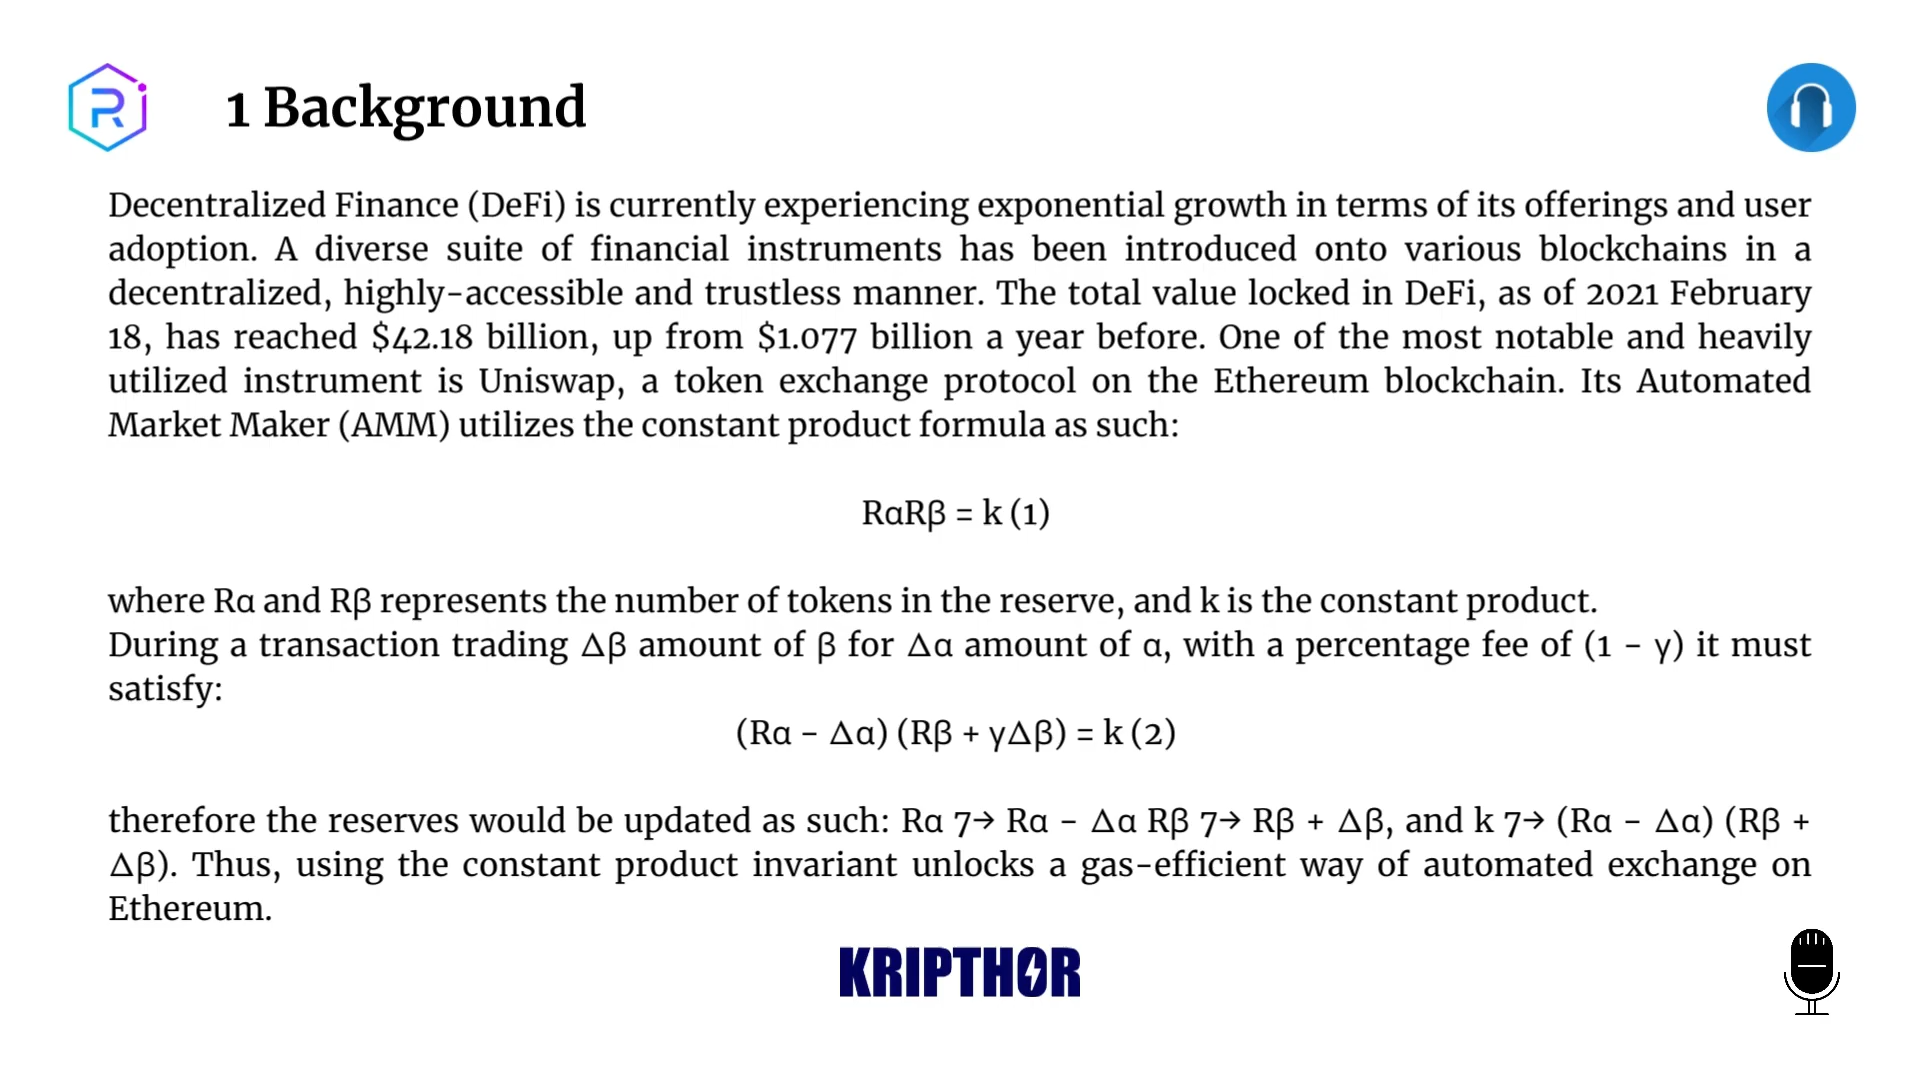 1 Background
Decentralized Finance (DeFi) is currently experiencing exponential growth in terms of its offerings and user
adoption. A diverse suite of financial instruments has been introduced onto various blockchains in a
decentralized, highly-accessible and trustless manner. The total value locked in DeFi, as of 2021 February
18, has reached $42.18 billion, up from $1.077 billion a year before. One of the most notable and heavily
utilized instrument is Uniswap, a token exchange protocol on the Ethereum blockchain. Its Automated
Market Maker (AMM) utilizes the constant product formula as such:
RαRβ = k (1)
where Rα and Rβ represents the number of tokens in the reserve, and k is the constant product.
During a transaction trading Δβ amount of β for Δα amount of α, with a percentage fee of (1 − γ) it must
satisfy:
(Rα − Δα) (Rβ + γΔβ) = k (2)
therefore the reserves would be updated as such: Rα 7→ Rα − Δα Rβ 7→ Rβ + Δβ, and k 7→ (Rα − Δα) (Rβ +
Δβ). Thus, using the constant product invariant unlocks a gas-efficient way of automated exchange on
Ethereum.
KRIPTHOR